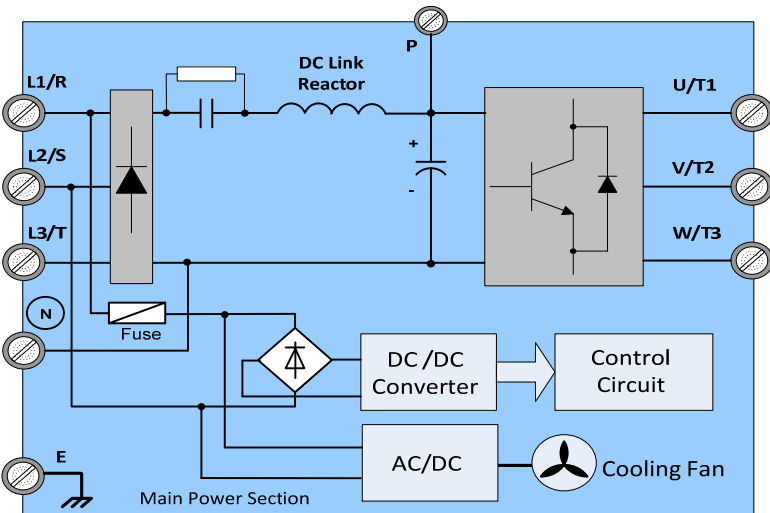 P
DC Link
Reactor
L1/R
U/T1
L2/S
+
-
V/T2
L3/T
W/T3
N
Fuse
DC/DC
Converter
Control
Circuit
E
AC/DC
Cooling Fan
Main Power Section